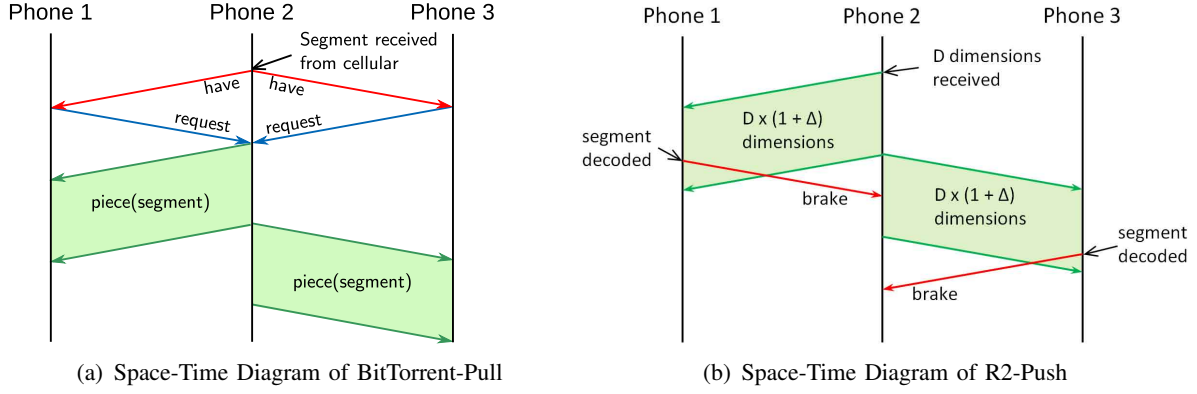 Phone 1
Phone 2
Phone 3
Segment received
from cellular
have
have
request
request
piece(segment)
piece(segment)
(a) Space-Time Diagram of BitTorrent-Pull
Phone 1
Phone 2
Phone 3
D dimensions
received
D x (1 + Δ)
dimensions
segment
decoded
brake
D x (1 + Δ)
dimensions
segment
decoded
brake
(b) Space-Time Diagram of R2-Push